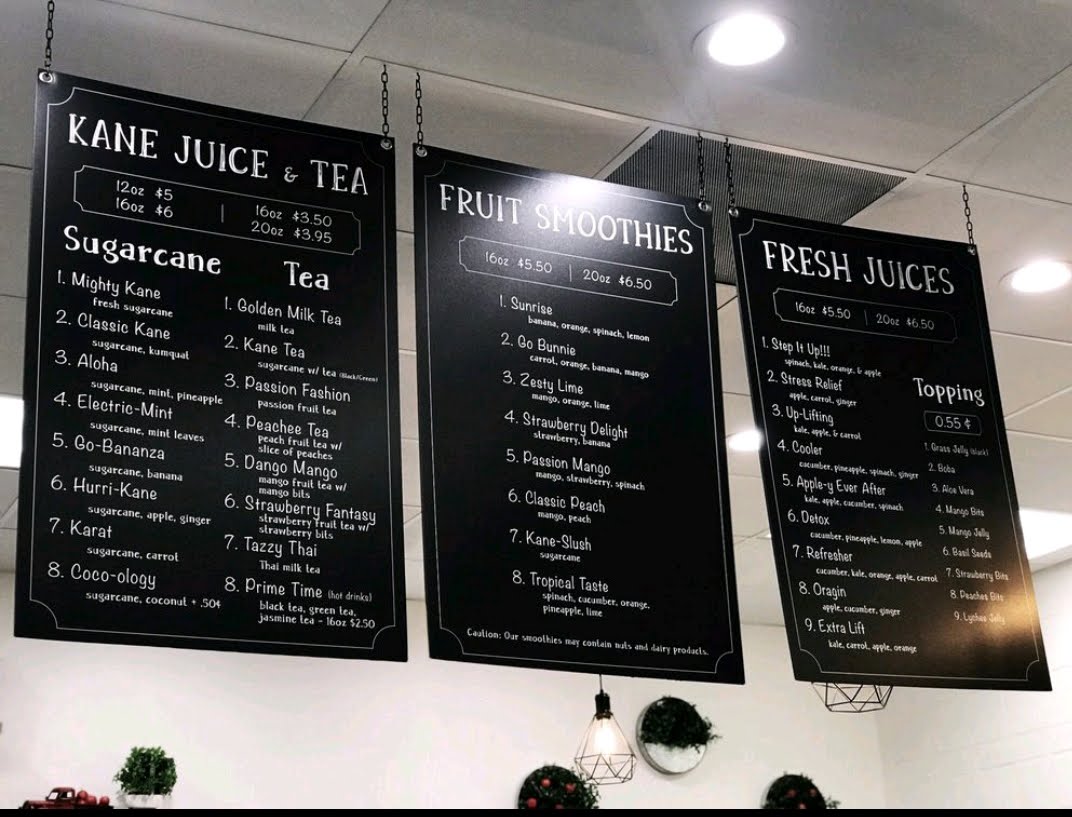 KANE JUICE & TEA
12oz $5
16oz $6
16oz $3.50
20oz $3.95
Sugarcane
1. Mighty Kane
fresh sugarcane
2. Classic Kane
sugarcane, kumquat
3. Aloha
sugarcane, mint, pineapple
4. Electric-Mint
sugarcane, mint leaves
5. Go-Bananza
sugarcane, banana
6. Hurri-Kane
sugarcane, apple, ginger
7. Karat
sugarcane, carrot
8. Coco-ology
sugarcane, coconut + .50¢
Tea
1. Golden Milk Tea
milk tea
2. Kane Tea
sugarcane w/ tea (Black/Green)
3. Passion Fashion
passion fruit tea
4. Peachee Tea
peach fruit tea w/
slice of peaches
5. Dango Mango
mango fruit tea w/
mango bits
6. Strawberry Fantasy
strawberry fruit tea w/
strawberry bits
7. Tazzy Thai
Thai milk tea
8. Prime Time (hot drinks)
black tea, green tea,
jasmine tea - 16oz $2.50
FRUIT SMOOTHIES
16oz $5.50 | 20oz $6.50
1. Sunrise
banana, orange, spinach, lemon
2. Go Bunnie
carrot, orange, banana, mango
3. Zesty Lime
mango, orange, lime
4. Strawberry Delight
strawberry, banana
5. Passion Mango
mango, strawberry, spinach
6. Classic Peach
mango, peach
7. Kane-Slush
sugarcane
8. Tropical Taste
spinach, cucumber, orange,
pineapple, lime
Caution: Our smoothies may contain nuts and dairy products.
FRESH JUICES
16oz $5.50 | 20oz $6.50
1. Step It Up!!!
spinach, kale, orange, & apple
2. Stress Relief
apple, carrot, ginger
3. Up-Lifting
kale, apple, & carrot
4. Cooler
cucumber, pineapple, spinach, ginger
5. Apple-y Ever After
kale, apple, cucumber, spinach
6. Detox
cucumber, pineapple, lemon, apple
7. Refresher
cucumber, kale, orange, apple, carrot
8. Oragin
apple, cucumber, ginger
9. Extra Lift
kale, carrot, apple, orange
Topping
0.55 ¢
1. Grass Jelly (black)
2. Boba
3. Aloe Vera
4. Mango Bits
5. Mango Jelly
6. Basil Seeds
7. Strawberry Bits
8. Peaches Bits
9. Lychee Jelly